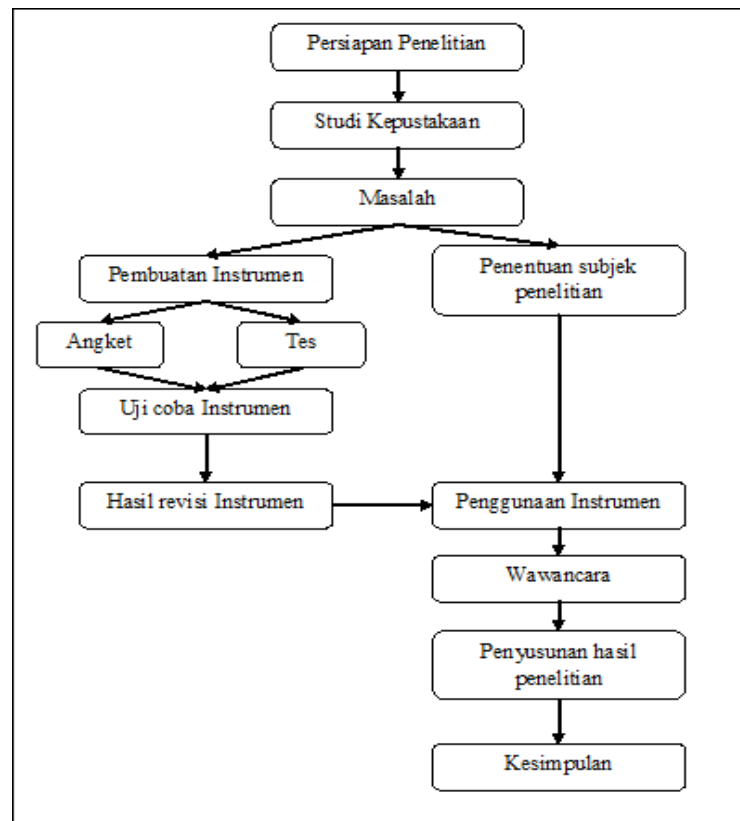 Persiapan Penelitian
Studi Kepustakaan
Masalah
Pembuatan Instrumen
Penentuan subjek
penelitian
Angket
Tes
Uji coba Instrumen
Hasil revisi Instrumen
Penggunaan Instrumen
Wawancara
Penyusunan hasil
penelitian
Kesimpulan